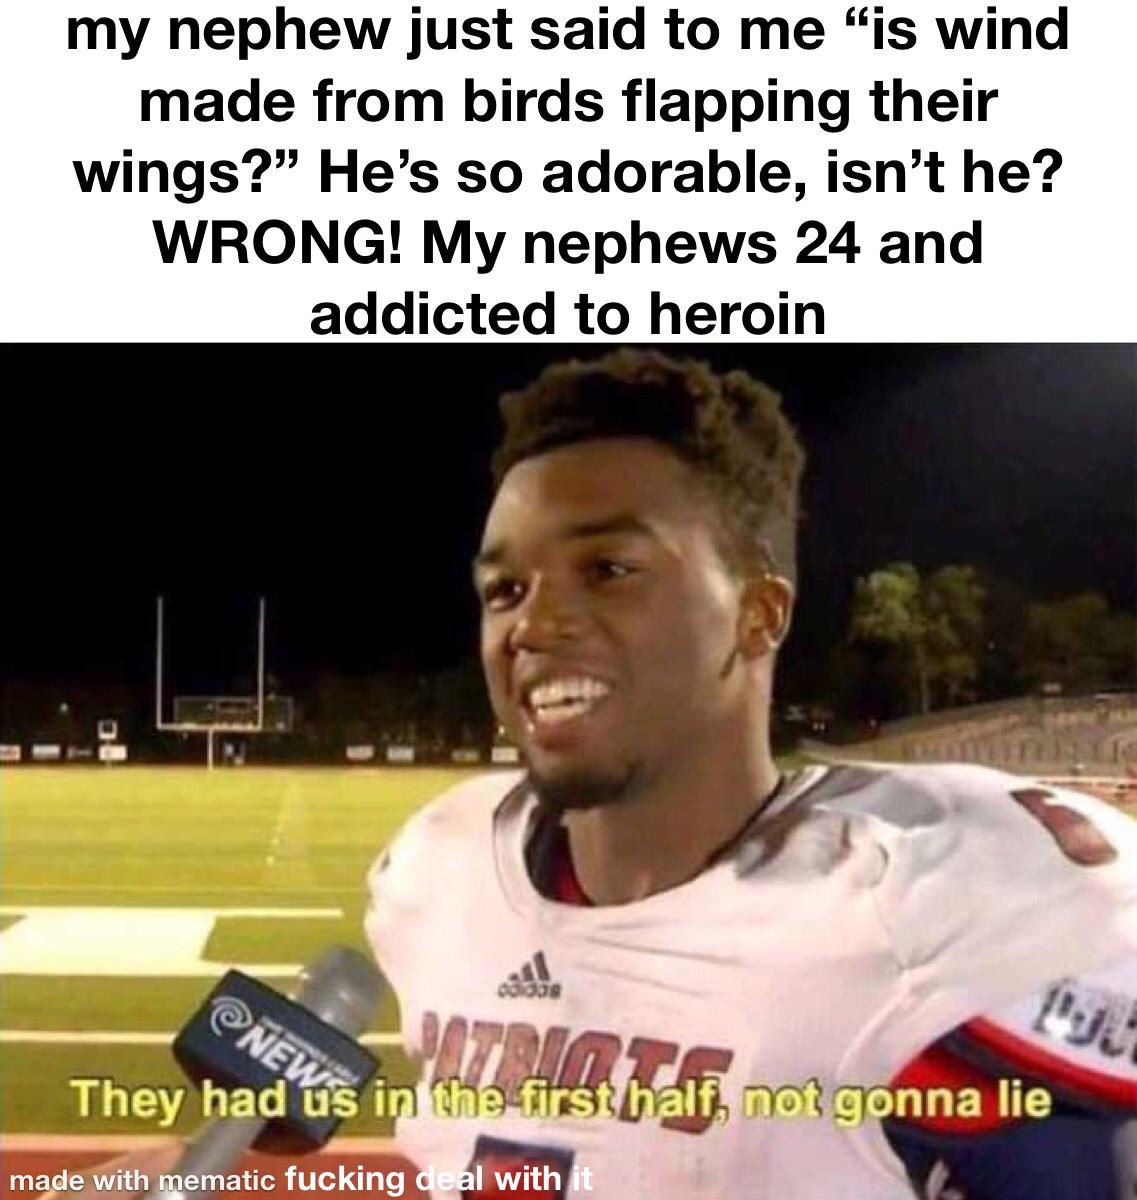 my nephew just said to me “is wind
made from birds flapping their
wings?” He’s so adorable, isn’t he?
WRONG! My nephews 24 and
addicted to heroin
adidas
NEWS
PATRIOTS
They had us in the first half, not gonna lie
made with mematic fucking deal with it